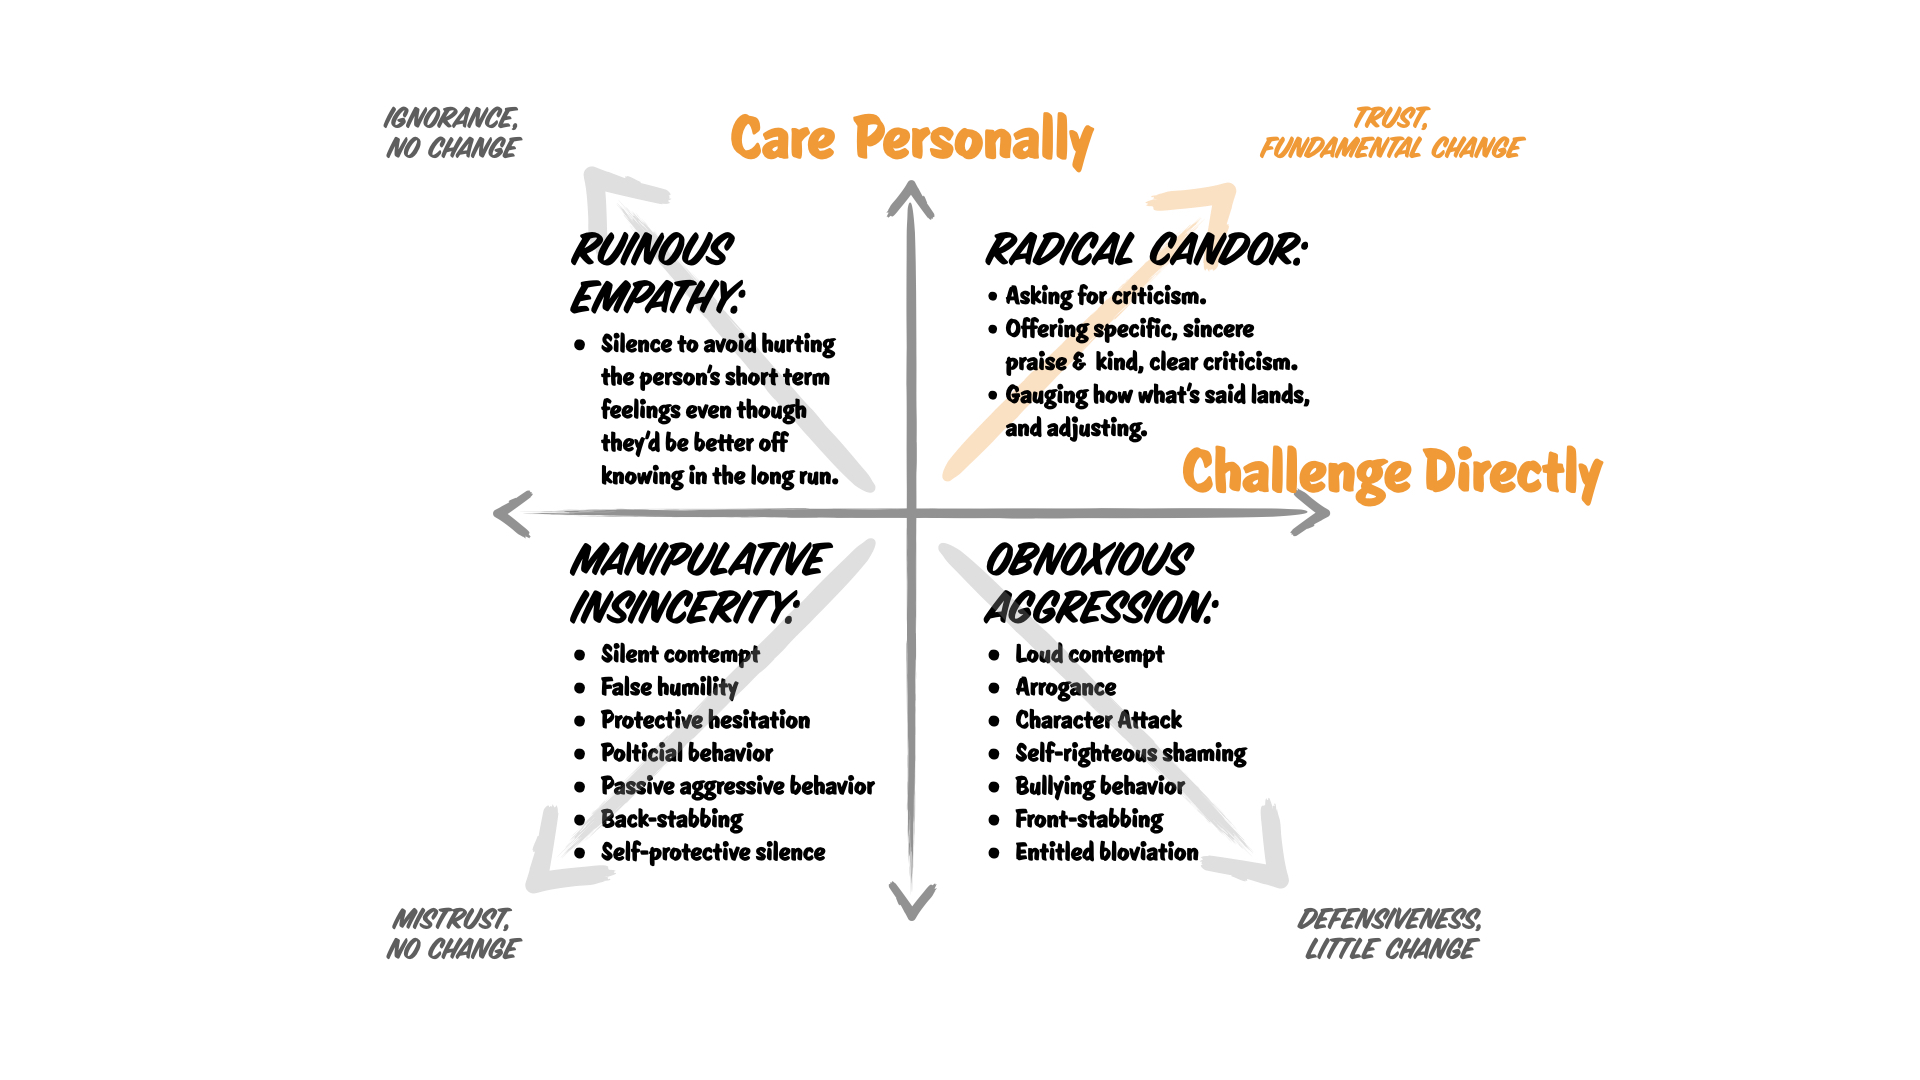 IGNORANCE,
NO CHANGE
Care Personally
TRUST,
FUNDAMENTAL CHANGE
RUINOUS
EMPATHY:
• Silence to avoid hurting
the person's short term
feelings even though
they'd be better off
knowing in the long run.
RADICAL CANDOR:
• Asking for criticism.
• Offering specific, sincere
praise & kind, clear criticism.
• Gauging how what's said lands,
and adjusting.
Challenge Directly
MANIPULATIVE
INSINCERITY:
• Silent contempt
• False humility
• Protective hesitation
• Polticial behavior
• Passive aggressive behavior
• Back-stabbing
• Self-protective silence
OBNOXIOUS
AGGRESSION:
• Loud contempt
• Arrogance
• Character Attack
• Self-righteous shaming
• Bullying behavior
• Front-stabbing
• Entitled bloviation
MISTRUST,
NO CHANGE
DEFENSIVENESS,
LITTLE CHANGE